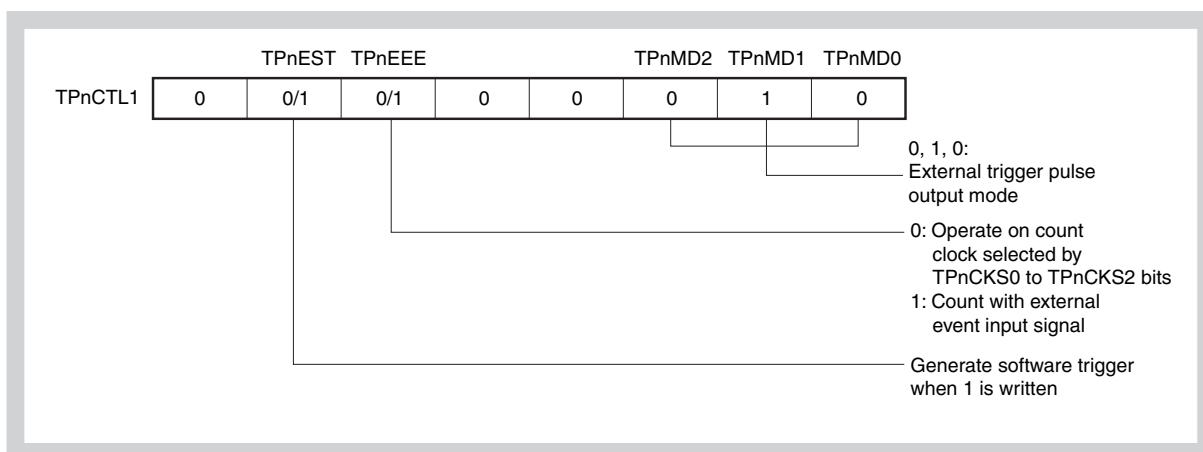 TPnEST TPnEEE TPnMD2 TPnMD1 TPnMD0
TPnCTL1 0 0/1 0/1 0 0 0 1 0
0, 1, 0:
External trigger pulse
output mode
0: Operate on count
clock selected by
TPnCKS0 to TPnCKS2 bits
1: Count with external
event input signal
Generate software trigger
when 1 is written